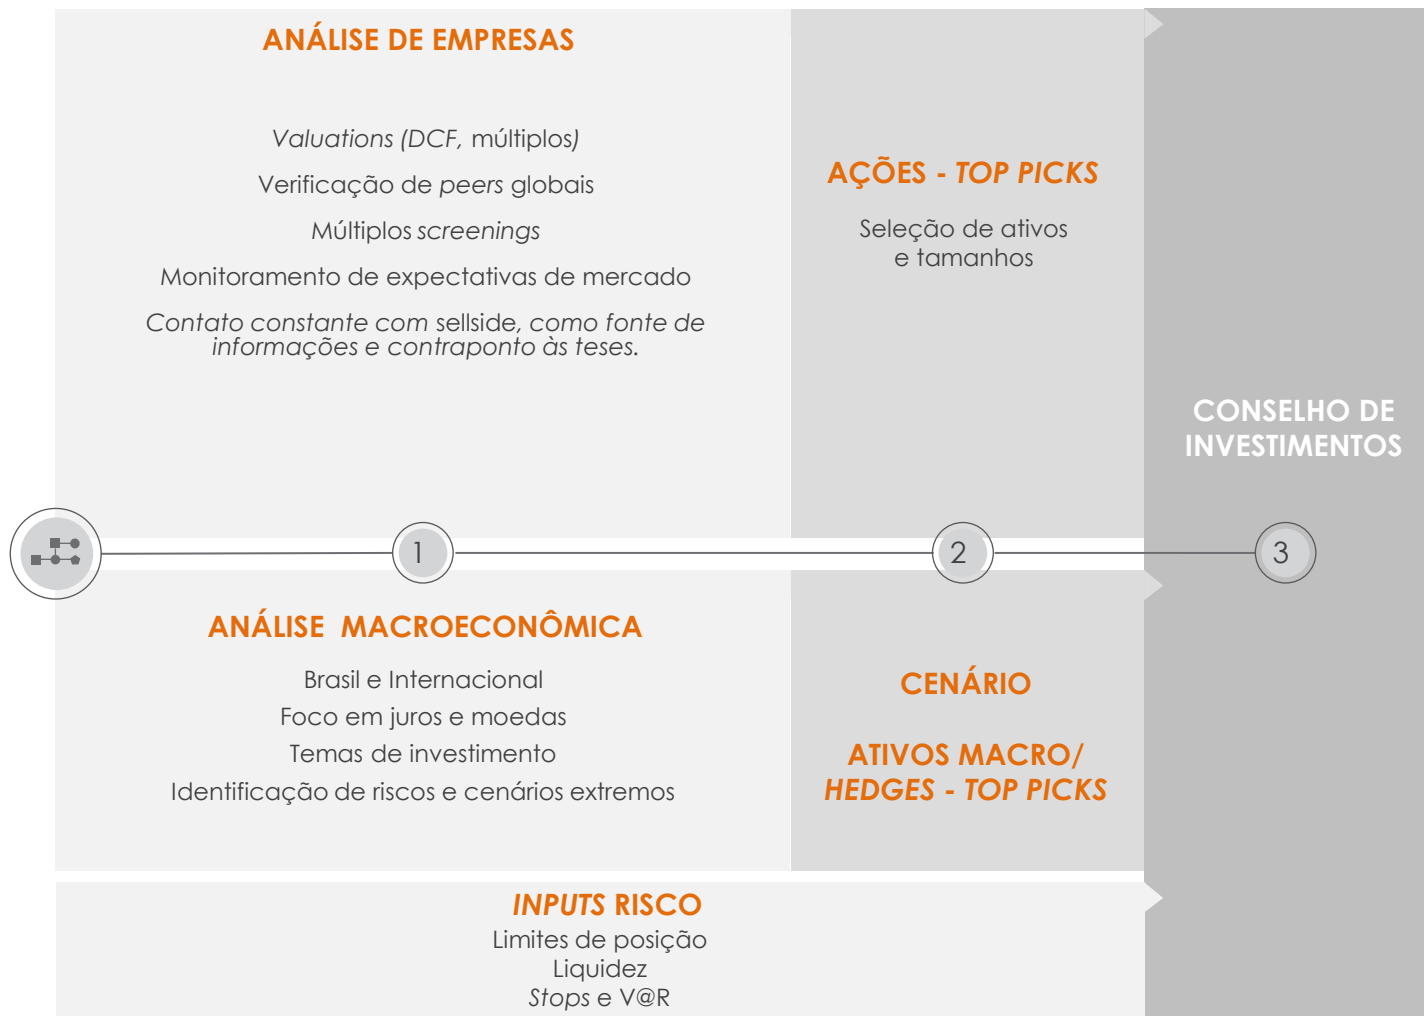 ANÁLISE DE EMPRESAS
Valuations (DCF, múltiplos)
Verificação de peers globais
Múltiplos screenings
Monitoramento de expectativas de mercado
Contato constante com sellside, como fonte de
informações e contraponto às teses.
AÇÕES - TOP PICKS
Seleção de ativos
e tamanhos
CONSELHO DE
INVESTIMENTOS
1
2
3
ANÁLISE MACROECONÔMICA
Brasil e Internacional
Foco em juros e moedas
Temas de investimento
Identificação de riscos e cenários extremos
CENÁRIO
ATIVOS MACRO/
HEDGES - TOP PICKS
INPUTS RISCO
Limites de posição
Liquidez
Stops e V@R